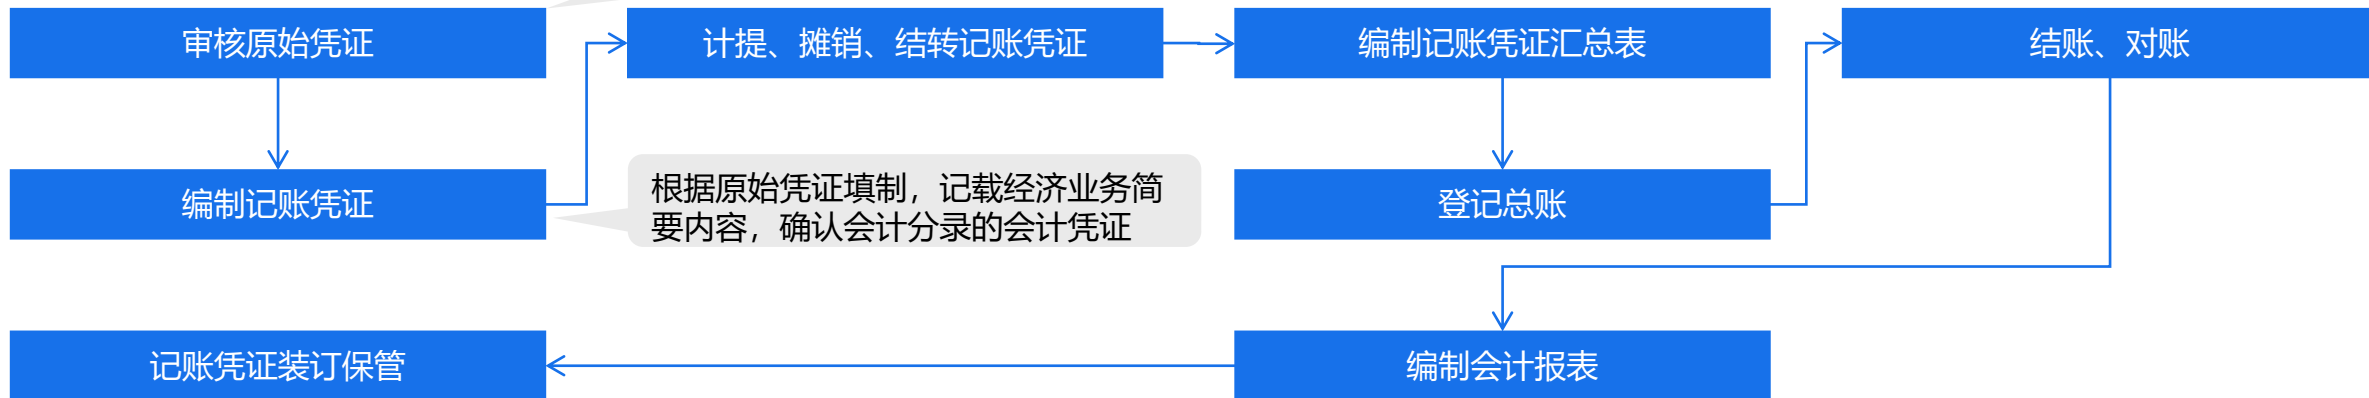 审核原始凭证
计提、摊销、结转记账凭证
编制记账凭证汇总表
结账、对账
编制记账凭证
根据原始凭证填制，记载经济业务简
要内容，确认会计分录的会计凭证
登记总账
记账凭证装订保管
编制会计报表